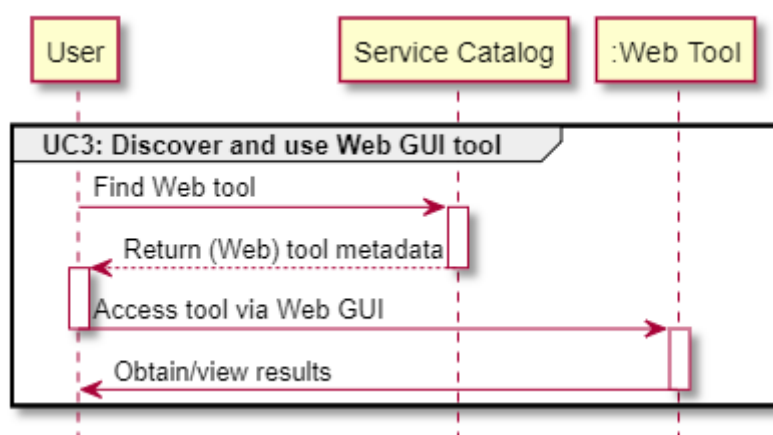 User
Service Catalog
:Web Tool
UC3: Discover and use Web GUI tool
Find Web tool
Return (Web) tool metadata
Access tool via Web GUI
Obtain/view results